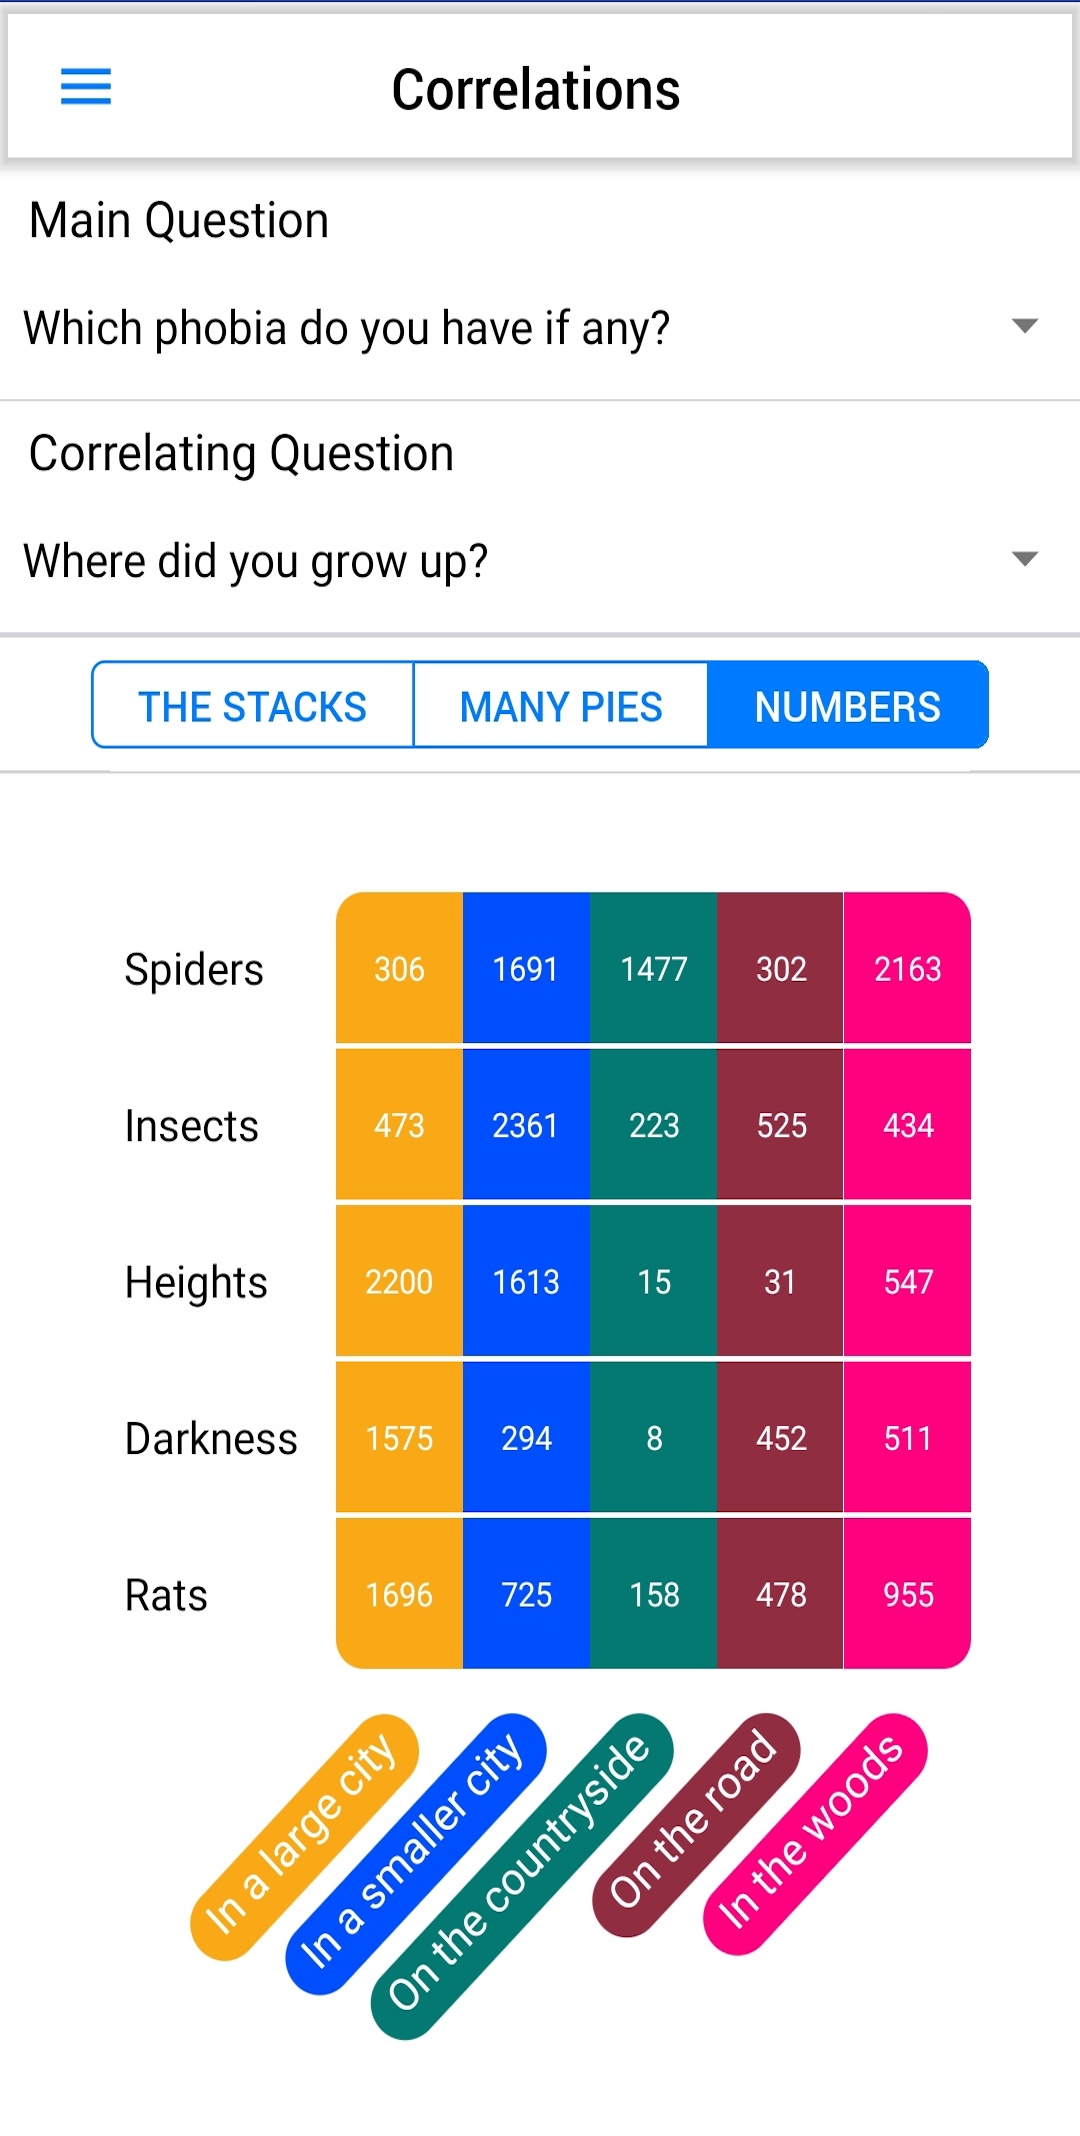 Correlations
Main Question
Which phobia do you have if any?
Correlating Question
Where did you grow up?
THE STACKS MANY PIES NUMBERS
Spiders 306 1691 1477 302 2163
Insects 473 2361 223 525 434
Heights 2200 1613 15 31 547
Darkness 1575 294 8 452 511
Rats 1696 725 158 478 955
In a large city
In a smaller city
On the countryside
On the road
In the woods